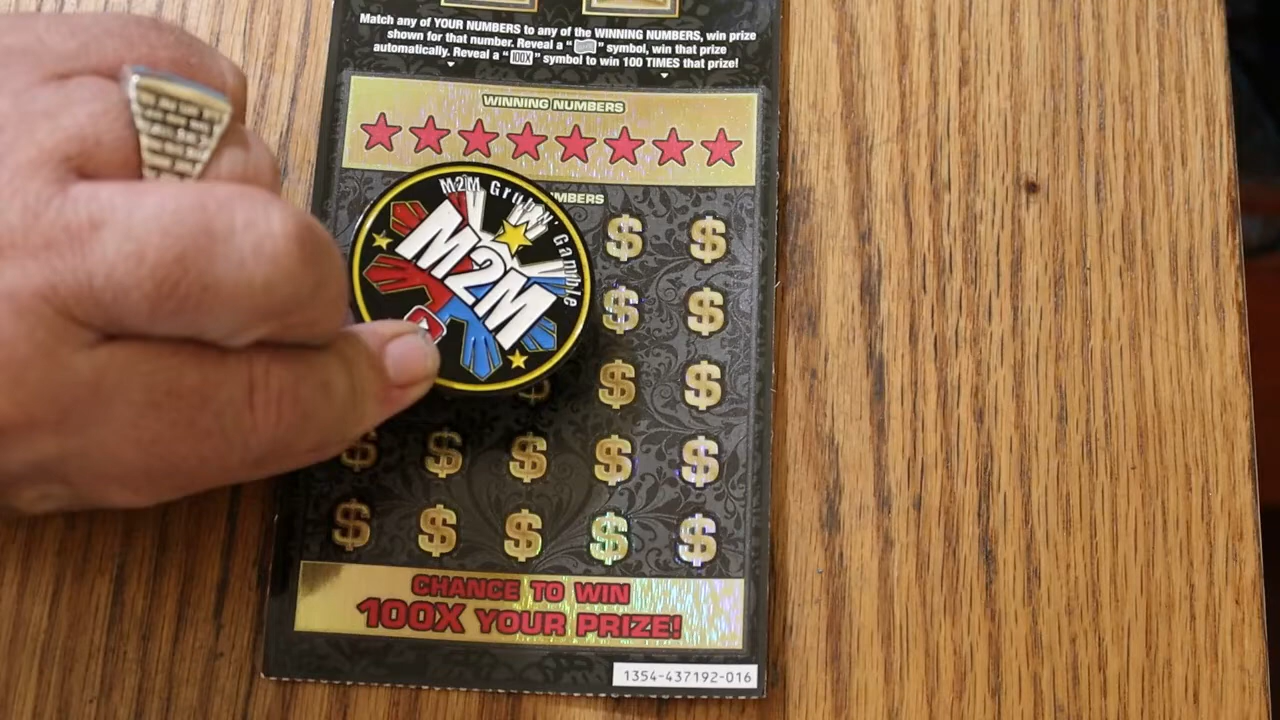 Match any of YOUR NUMBERS to any of the WINNING NUMBERS, win prize
shown for that number. Reveal a " " symbol, win that prize
automatically. Reveal a "100X" symbol to win 100 TIMES that prize!
WINNING NUMBERS
MBERS
M2M Gamble
M2M
CHANCE TO WIN
100X YOUR PRIZE!
1354-437192-016